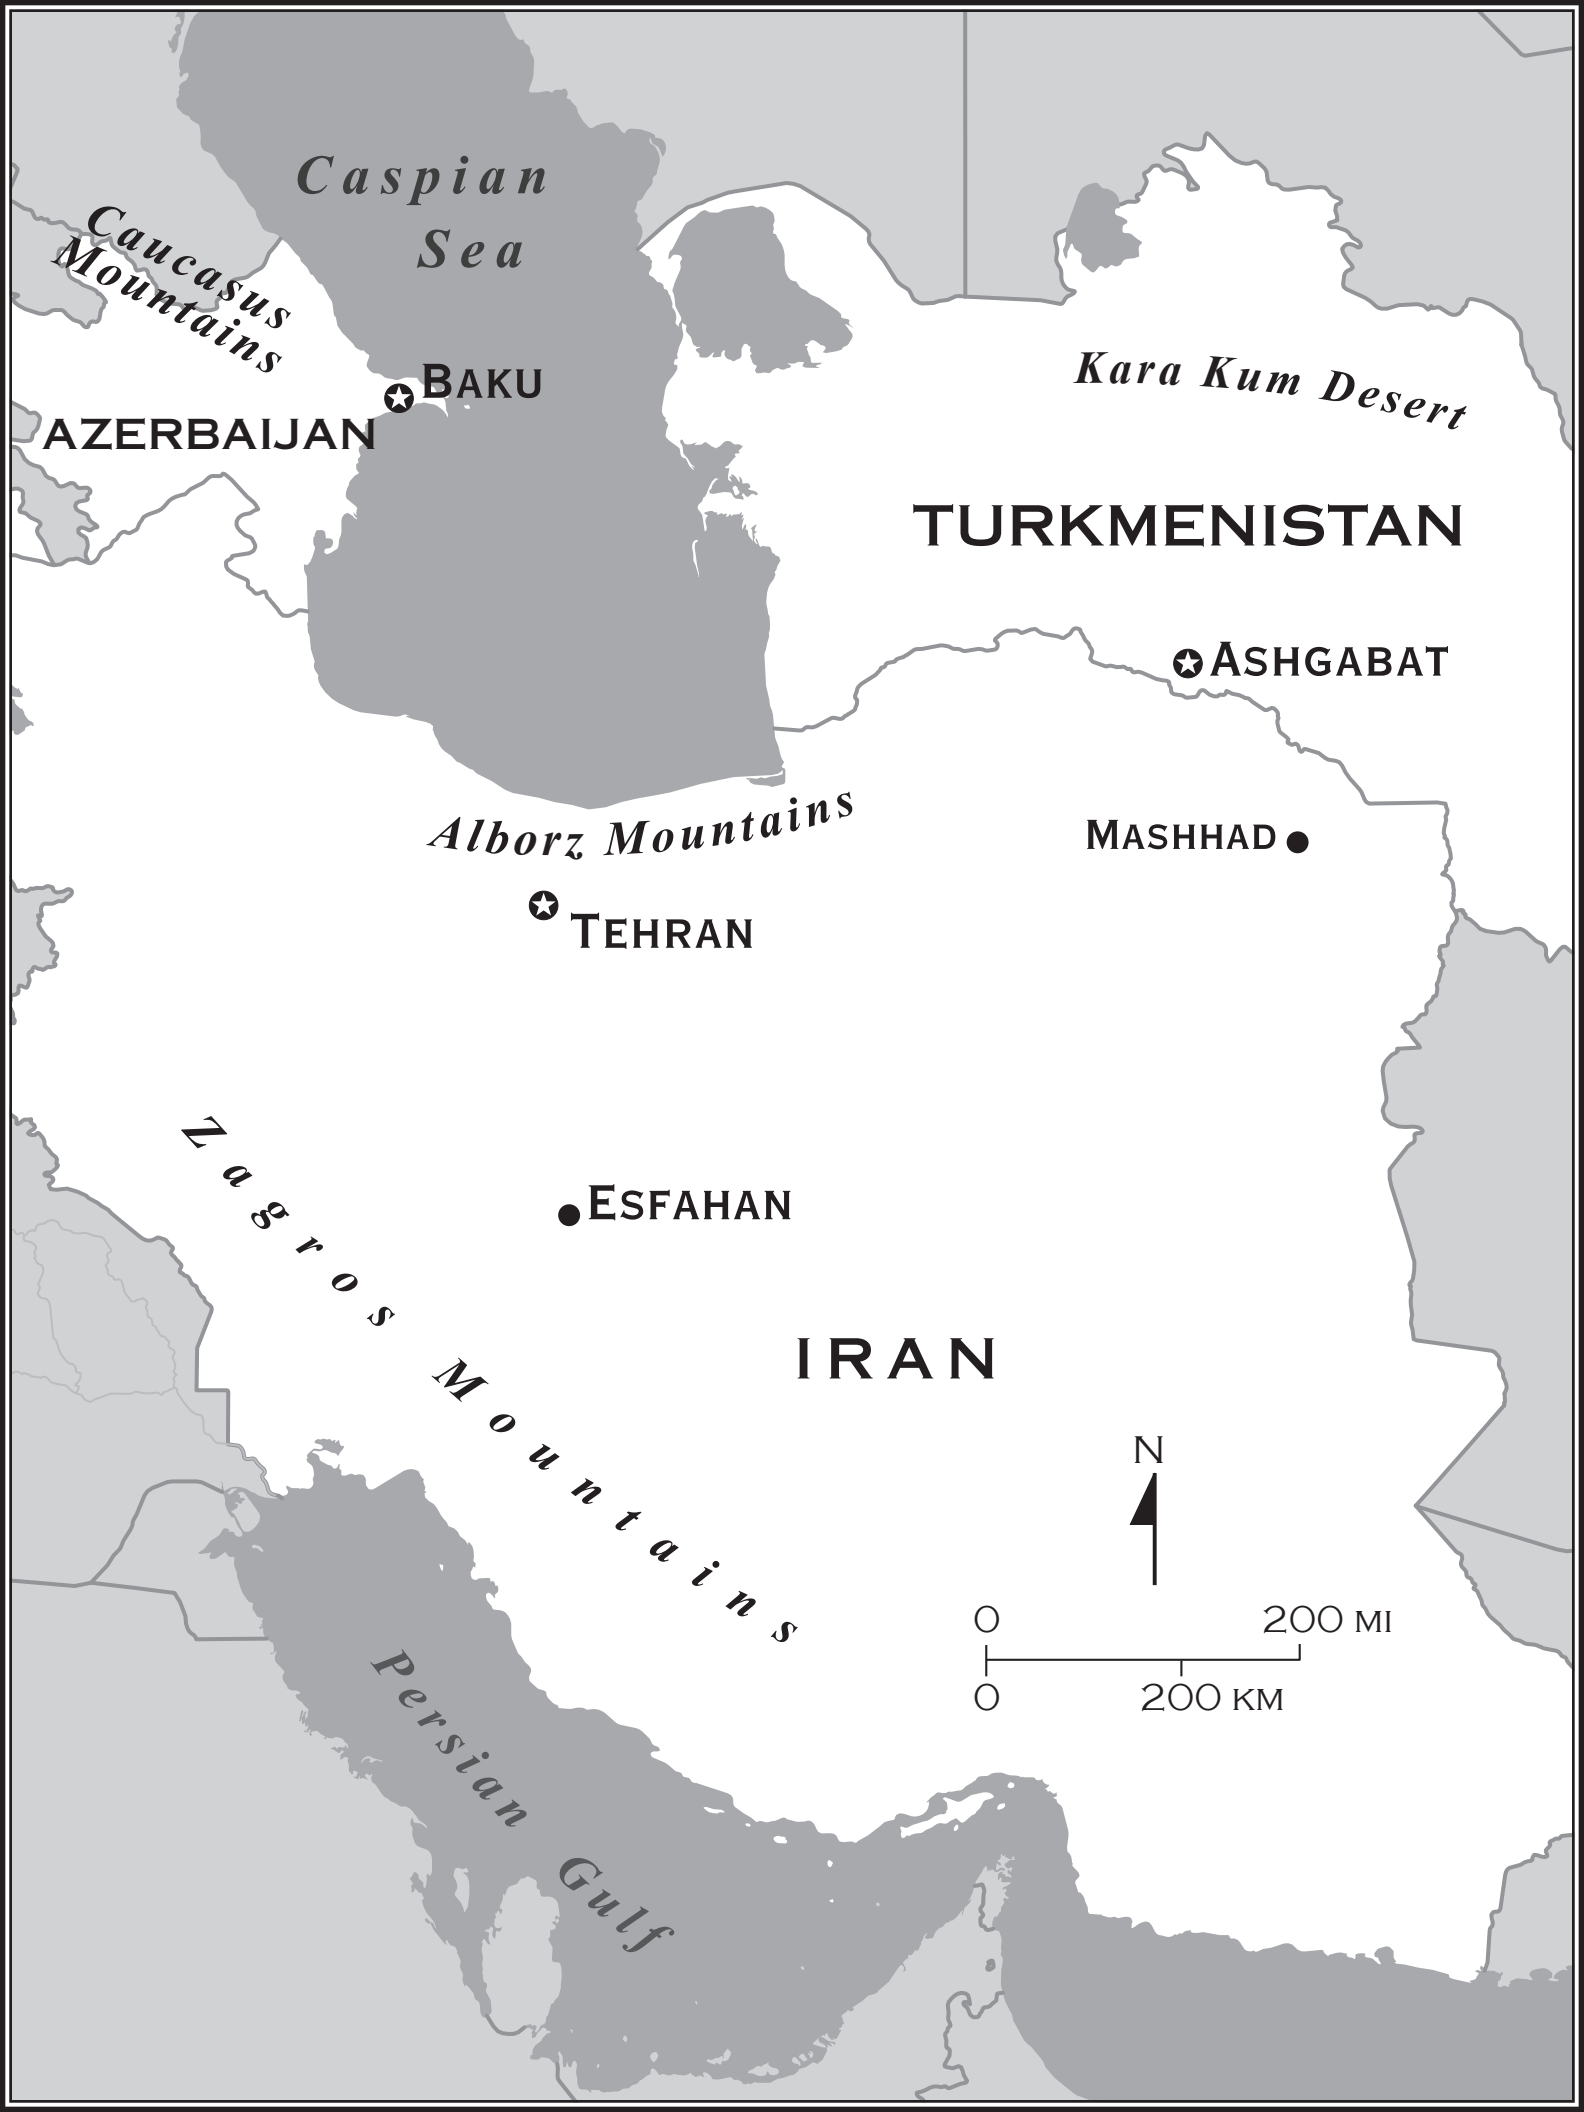 Caspian
Sea
Caucasus
Mountains
BAKU
AZERBAIJAN
Kara Kum Desert
TURKMENISTAN
ASHGABAT
Alborz Mountains
MASHHAD
TEHRAN
Zagros Mountains
ESFAHAN
IRAN
N
0 200 MI
0 200 KM
Persian Gulf